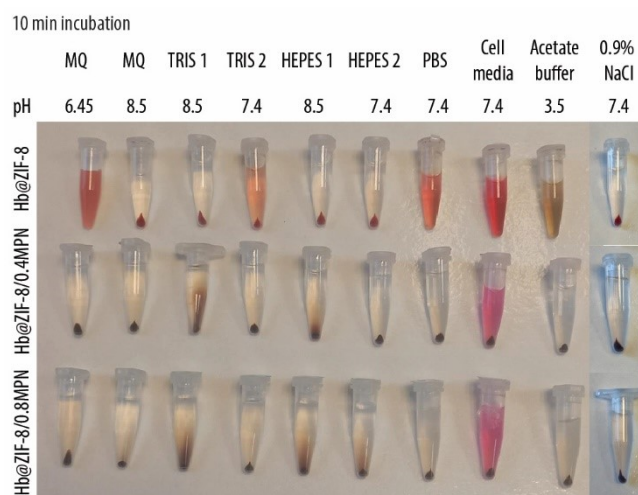 10 min incubation
MQ MQ TRIS 1 TRIS 2 HEPES 1 HEPES 2 PBS Cell media Acetate buffer 0.9% NaCl
pH 6.45 8.5 8.5 7.4 8.5 7.4 7.4 7.4 3.5 7.4
Hb@ZIF-8
Hb@ZIF-8/0.4MPN
Hb@ZIF-8/0.8MPN